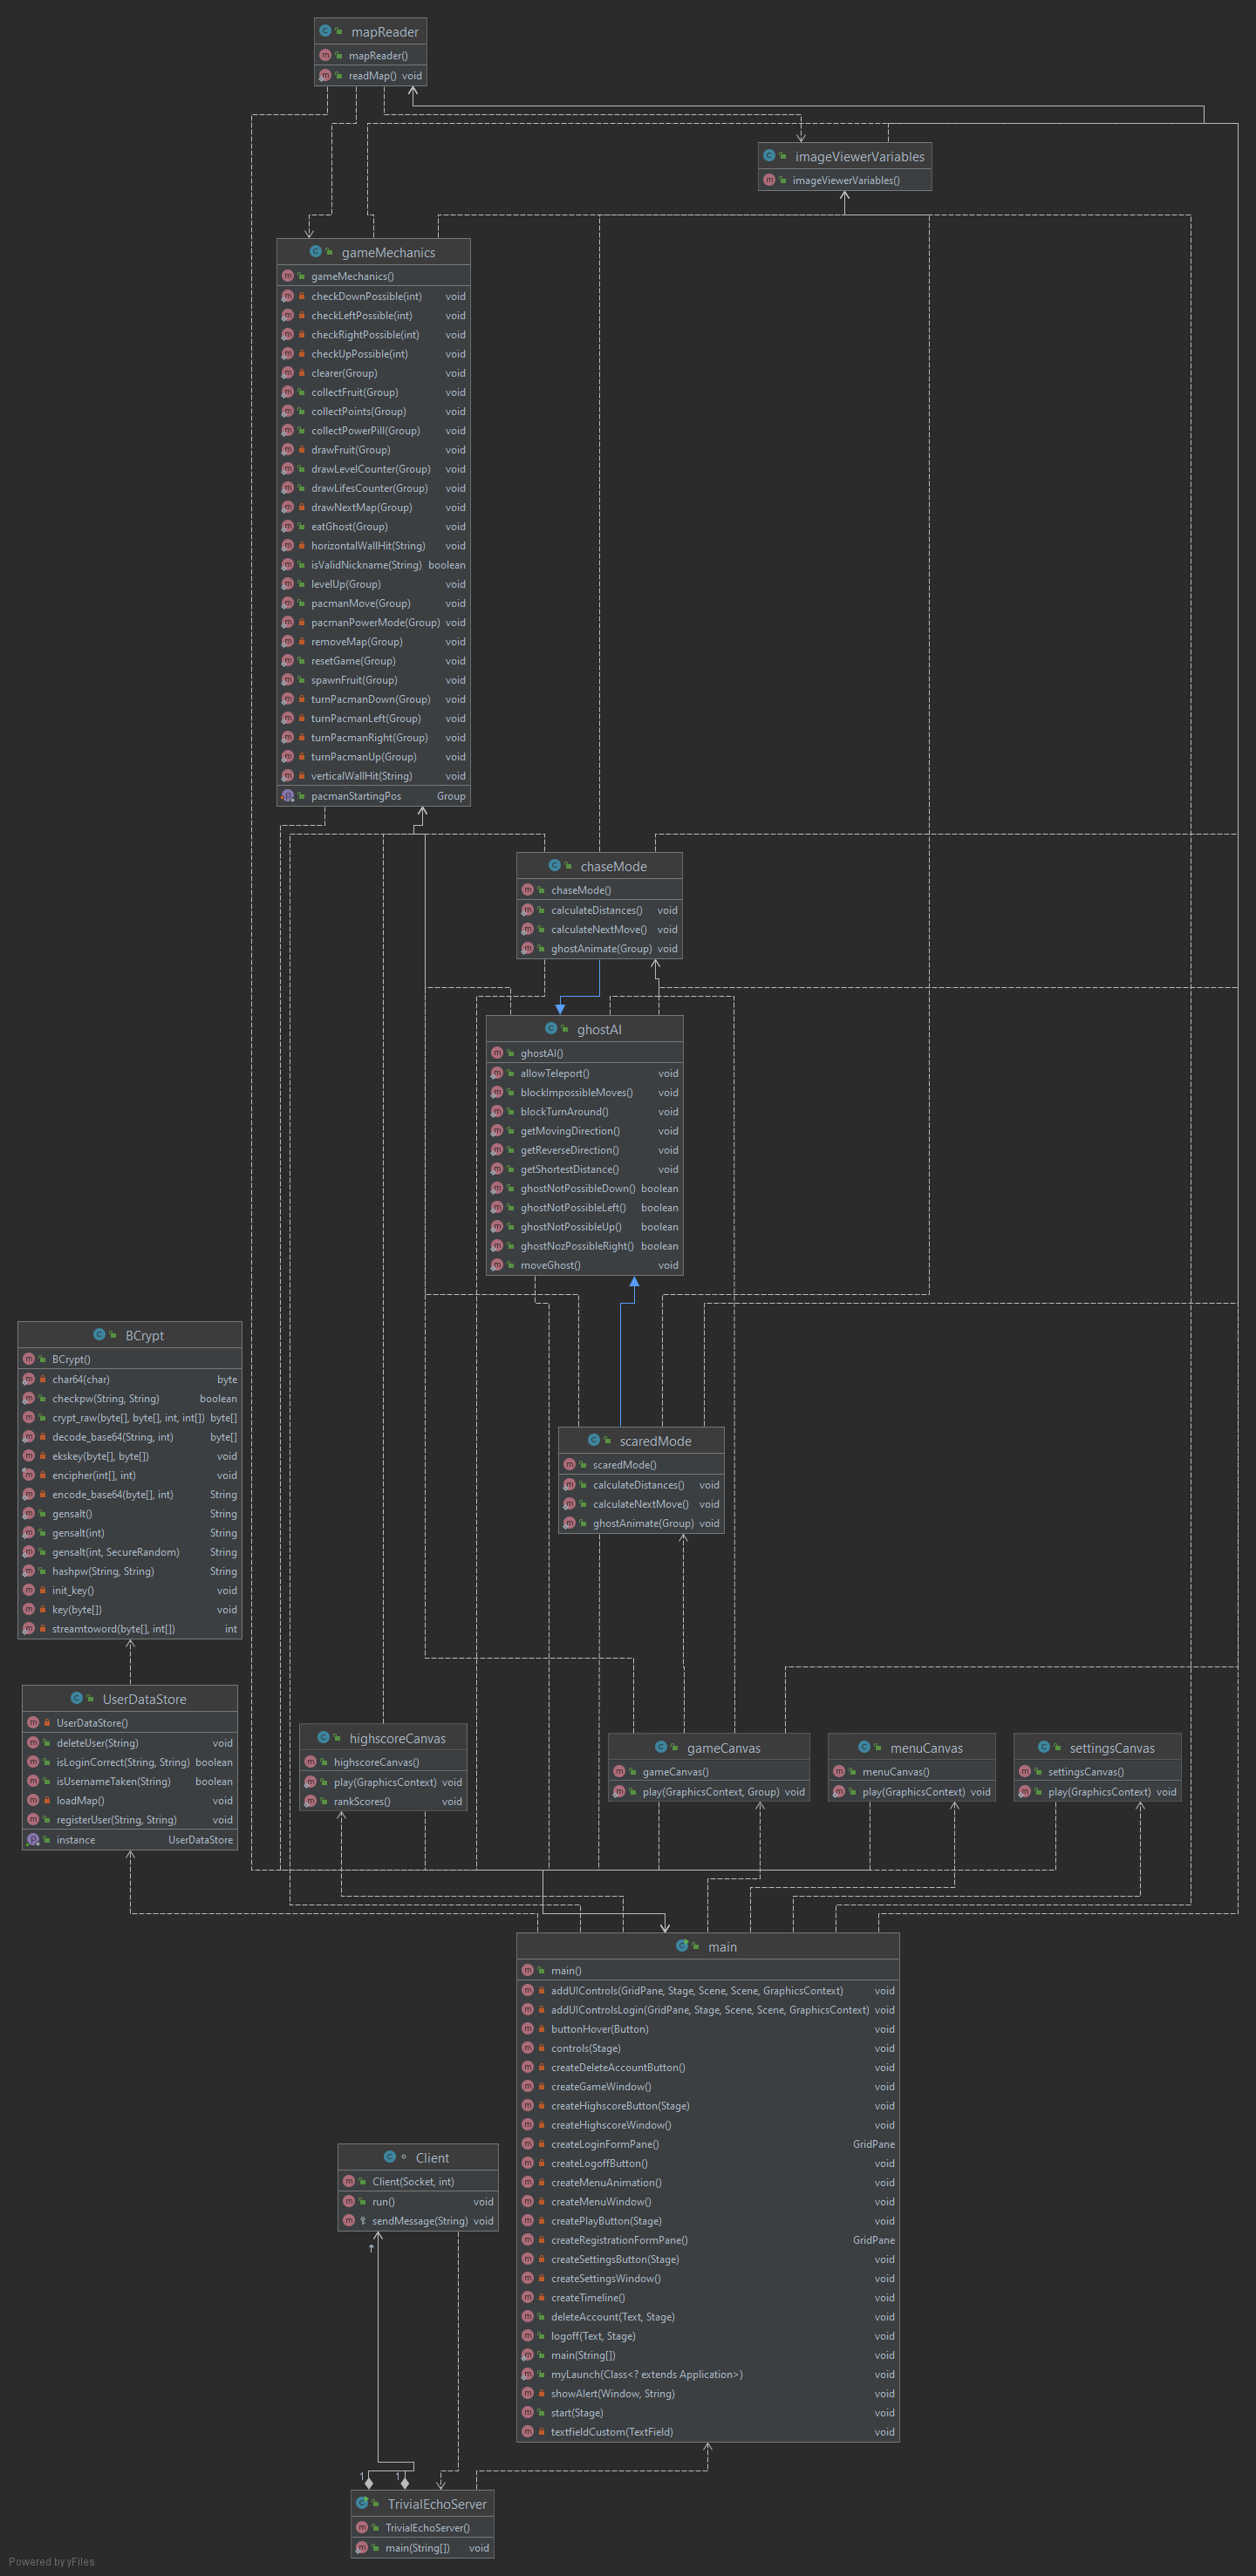 mapReader
mapReader()
readMap() void
imageViewerVariables
imageViewerVariables()
gameMechanics
gameMechanics()
checkDownPossible(int) void
checkLeftPossible(int) void
checkRightPossible(int) void
checkUpPossible(int) void
clearer(Group) void
collectFruit(Group) void
collectPoints(Group) void
collectPowerPill(Group) void
drawFruit(Group) void
drawLevelCounter(Group) void
drawLifesCounter(Group) void
drawNextMap(Group) void
eatGhost(Group) void
horizontalWallHit(String) void
isValidNickname(String) boolean
levelUp(Group) void
pacmanMove(Group) void
pacmanPowerMode(Group) void
removeMap(Group) void
resetGame(Group) void
spawnFruit(Group) void
turnPacmanDown(Group) void
turnPacmanLeft(Group) void
turnPacmanRight(Group) void
turnPacmanUp(Group) void
verticalWallHit(String) void
pacmanStartingPos Group
chaseMode
chaseMode()
calculateDistances() void
calculateNextMove() void
ghostAnimate(Group) void
ghostAI
ghostAI()
allowTeleport() void
blockImpossibleMoves() void
blockTurnAround() void
getMovingDirection() void
getReverseDirection() void
getShortestDistance() void
ghostNotPossibleDown() boolean
ghostNotPossibleLeft() boolean
ghostNotPossibleUp() boolean
ghostNozPossibleRight() boolean
moveGhost() void
BCrypt
BCrypt()
char64(char) byte
checkpw(String, String) boolean
crypt_raw(byte[], byte[], int, int[]) byte[]
decode_base64(String, int) byte[]
ekskey(byte[], byte[]) void
encipher(int[], int) void
encode_base64(byte[], int) String
gensalt() String
gensalt(int) String
gensalt(int, SecureRandom) String
hashpw(String, String) String
init_key() void
key(byte[]) void
streamtoword(byte[], int[]) int
scaredMode
scaredMode()
calculateDistances() void
calculateNextMove() void
ghostAnimate(Group) void
UserDataStore
UserDataStore()
deleteUser(String) void
isLoginCorrect(String, String) boolean
isUsernameTaken(String) boolean
loadMap() void
registerUser(String, String) void
instance UserDataStore
highscoreCanvas
highscoreCanvas()
play(GraphicsContext) void
rankScores() void
gameCanvas
gameCanvas()
play(GraphicsContext, Group) void
menuCanvas
menuCanvas()
play(GraphicsContext) void
settingsCanvas
settingsCanvas()
play(GraphicsContext) void
main
main()
addUIControls(GridPane, Stage, Scene, Scene, GraphicsContext) void
addUIControlsLogin(GridPane, Stage, Scene, Scene, GraphicsContext) void
buttonHover(Button) void
controls(Stage) void
createDeleteAccountButton() void
createGameWindow() void
createHighscoreButton(Stage) void
createHighscoreWindow() void
createLoginFormPane() GridPane
createLogoffButton() void
createMenuAnimation() void
createMenuWindow() void
createPlayButton(Stage) void
createRegistrationFormPane() GridPane
createSettingsButton(Stage) void
createSettingsWindow() void
createTimeline() void
deleteAccount(Text, Stage) void
logoff(Text, Stage) void
main(String[]) void
myLaunch(Class<? extends Application>) void
showAlert(Window, String) void
start(Stage) void
textfieldCustom(TextField) void
Client
Client(Socket, int)
run() void
sendMessage(String) void
*
1 1
TrivialEchoServer
TrivialEchoServer()
main(String[]) void
Powered by yFiles